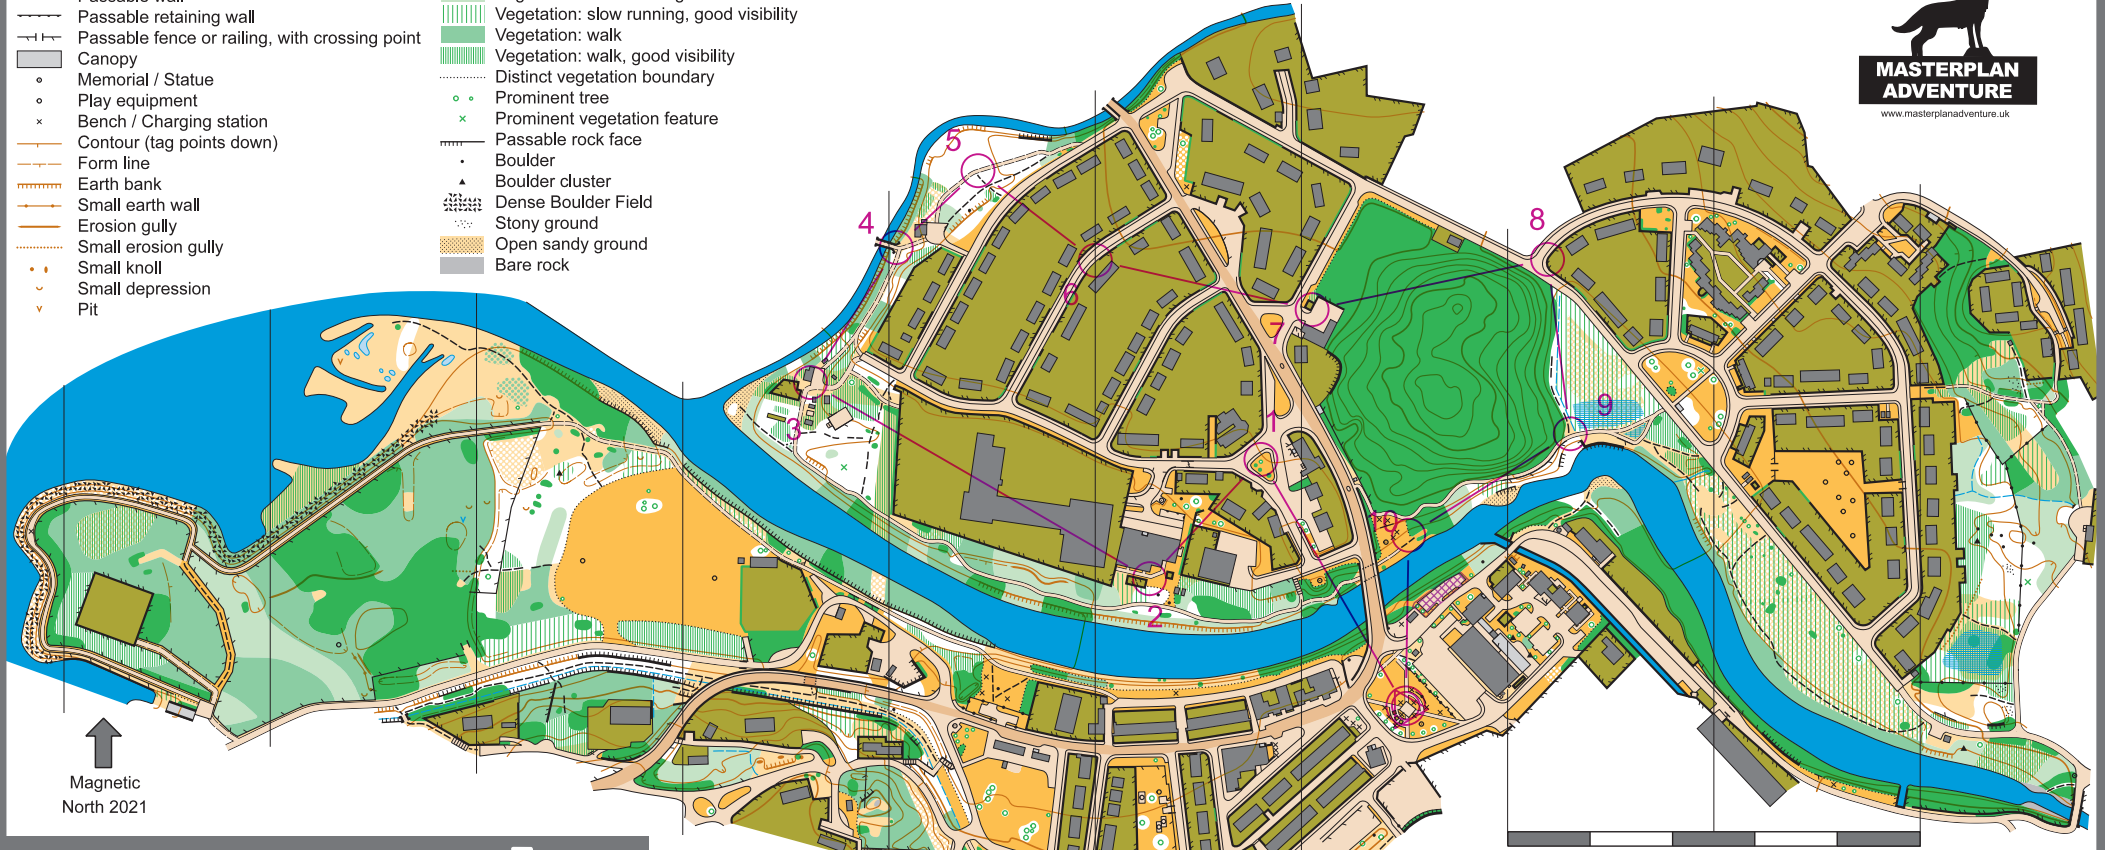 Passable wall
Passable retaining wall
Passable fence or railing, with crossing point
Canopy
Memorial / Statue
Play equipment
Bench / Charging station
Contour (tag points down)
Form line
Earth bank
Small earth wall
Erosion gully
Small erosion gully
Small knoll
Small depression
Pit
Vegetation: slow running, good visibility
Vegetation: walk
Vegetation: walk, good visibility
Distinct vegetation boundary
Prominent tree
Prominent vegetation feature
Passable rock face
Boulder
Boulder cluster
Dense Boulder Field
Stony ground
Open sandy ground
Bare rock
MASTERPLAN
ADVENTURE
www.masterplanadventure.uk
5
4
8
6
7
9
3
1
10
2
Magnetic
North 2021